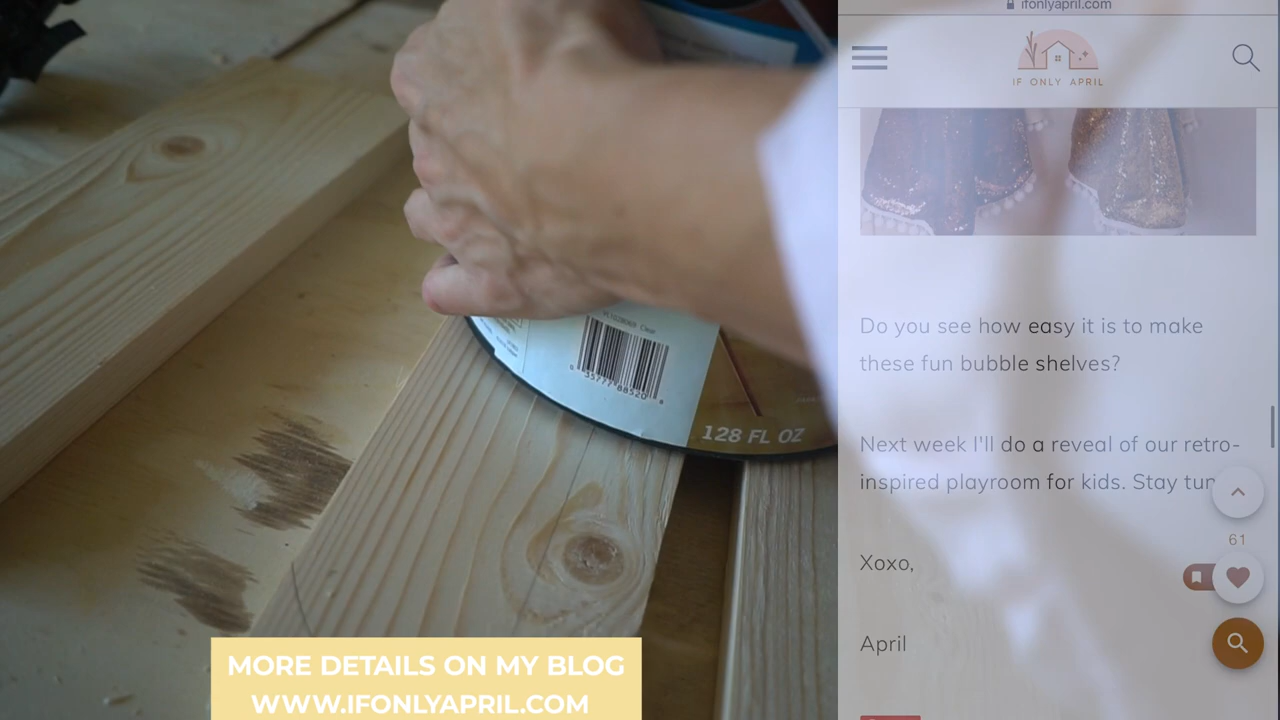 ifonlyapril.com
IF ONLY APRIL
Clear
128 FL OZ
Do you see how easy it is to make
these fun bubble shelves?
Next week I'll do a reveal of our retro-
inspired playroom for kids. Stay tun
61
Xoxo,
April
MORE DETAILS ON MY BLOG
WWW.IFONLYAPRIL.COM